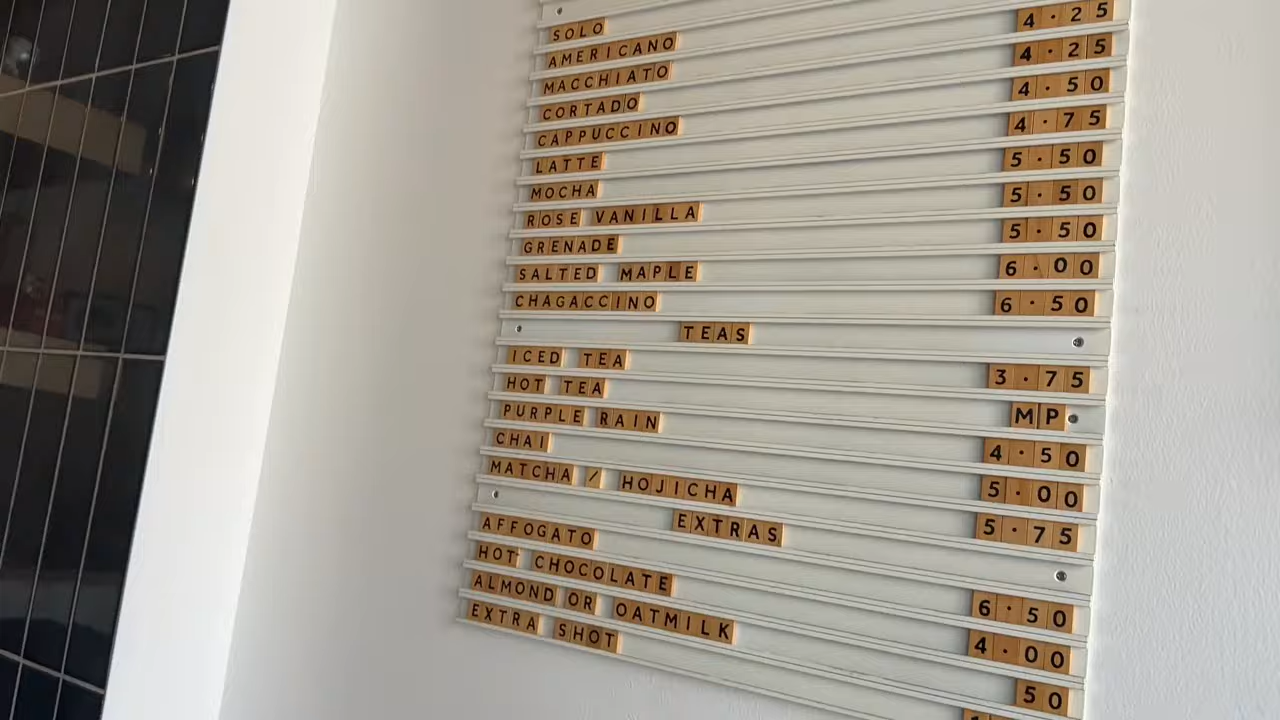 SOLO
AMERICANO
MACCHIATO 4.25
CORTADO 4.25
CAPPUCCINO 4.50
LATTE 4.75
MOCHA 5.50
ROSE VANILLA 5.50
GRENADE 5.50
SALTED MAPLE 6.00
CHAGACCINO 6.50
TEAS
ICED TEA 3.75
HOT TEA MP
PURPLE RAIN 4.50
CHAI 5.00
MATCHA / HOJICHA 5.75
EXTRAS
AFFOGATO 6.50
HOT CHOCOLATE 4.00
ALMOND OR OATMILK 50
EXTRA SHOT